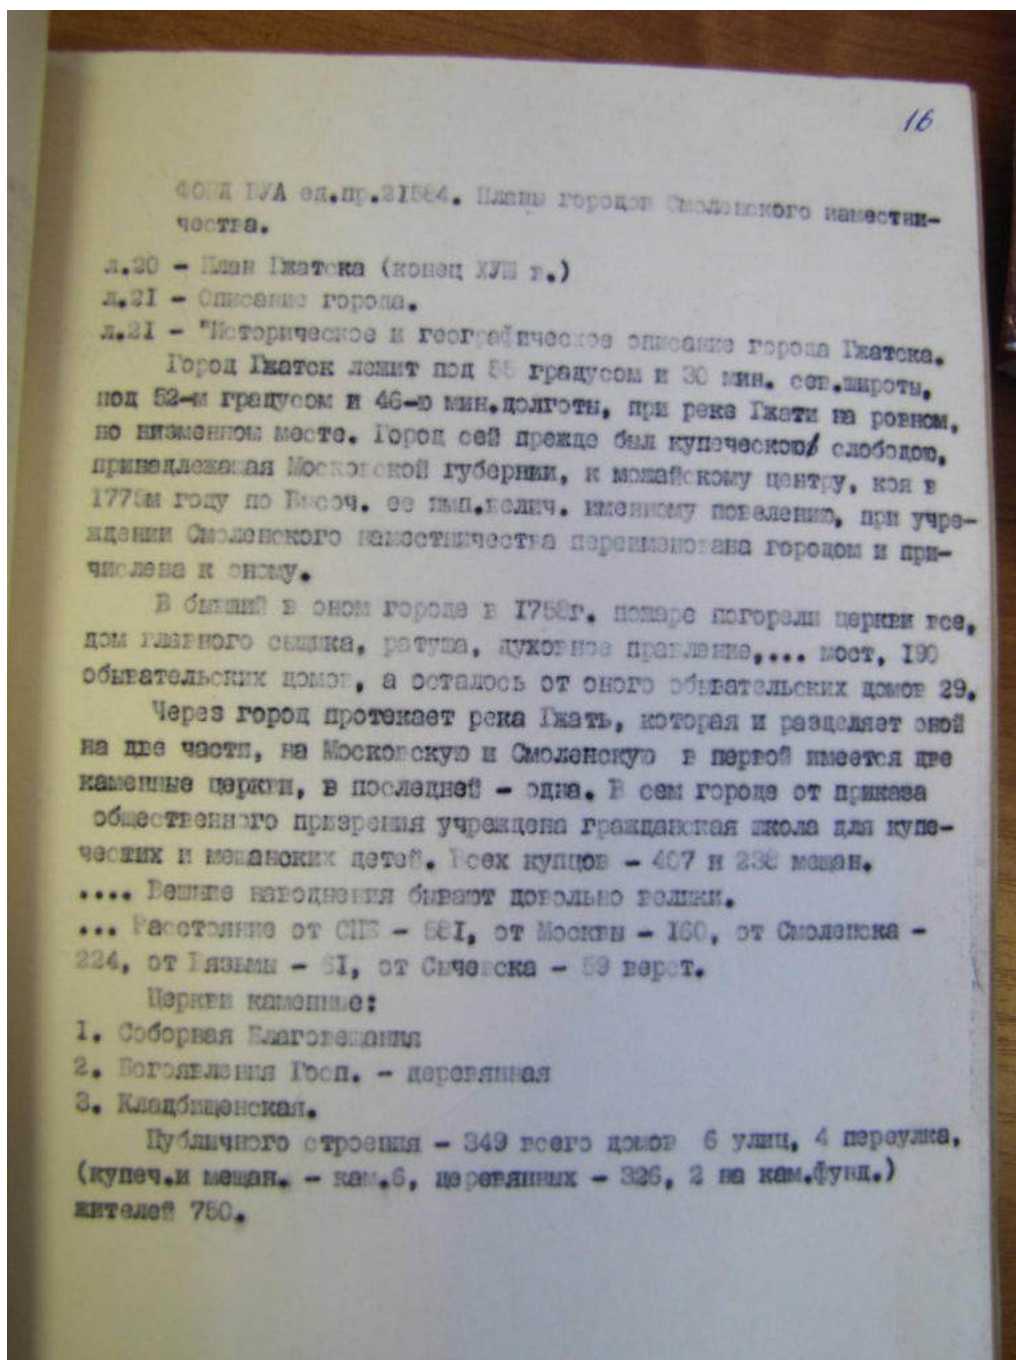 16
ФОНД ВУА ед.пр.21584. Планы городов Смоленского наместни-
чества.
л.20 - План Гжатска (конец ХУШ в.)
л.21 - Описание города.
л.21 - "Историческое и географическое описание города Гжатска.
Город Гжатск лежит под 55 градусом и 30 мин. сев.широты,
под 52-м градусом и 46-ю мин.долготы, при реке Гжати на ровном,
но низменном месте. Город сей прежде был купеческою слободою,
принадлежащая Московской губернии, к можайскому центру, коя в
1775м году по Высоч. ее имп.велич. именному повелению, при учре-
ждении Смоленского наместничества переименована городом и при-
числена к оному.
В бывший в оном городе в г. пожаре погорели церкви все,
дом главного сыщика, ратуша, духовное правление,.... мост, 190
обывательских домов, а осталось от оного обывательских домов 29.
Через город протекает река Гжать, которая и разделяет оной
на две части, на Московскую и Смоленскую в первой имеется две
каменные церкви, в последней - одна. В сем городе от приказа
общественного призрения учреждена гражданская школа для купе-
ческих и мещанских детей. Всех купцов - 407 и 238 мещан.
.... Вешние наводнения бывают довольно велики.
... Расстояние от СПБ - 581, от Москвы - 160, от Смоленска -
224, от Вязьмы - 61, от Сычевска - 59 верст.
Церкви каменные:
1. Соборная Благовещания
2. Богоявления Госп. - деревянная
3. Кладбищенская.
Публичного строения - 349 всего домов 6 улиц, 4 переулка,
(купеч.и мещан. - кам.6, деревянных - 326, 2 на кам.фунд.)
жителей 750.